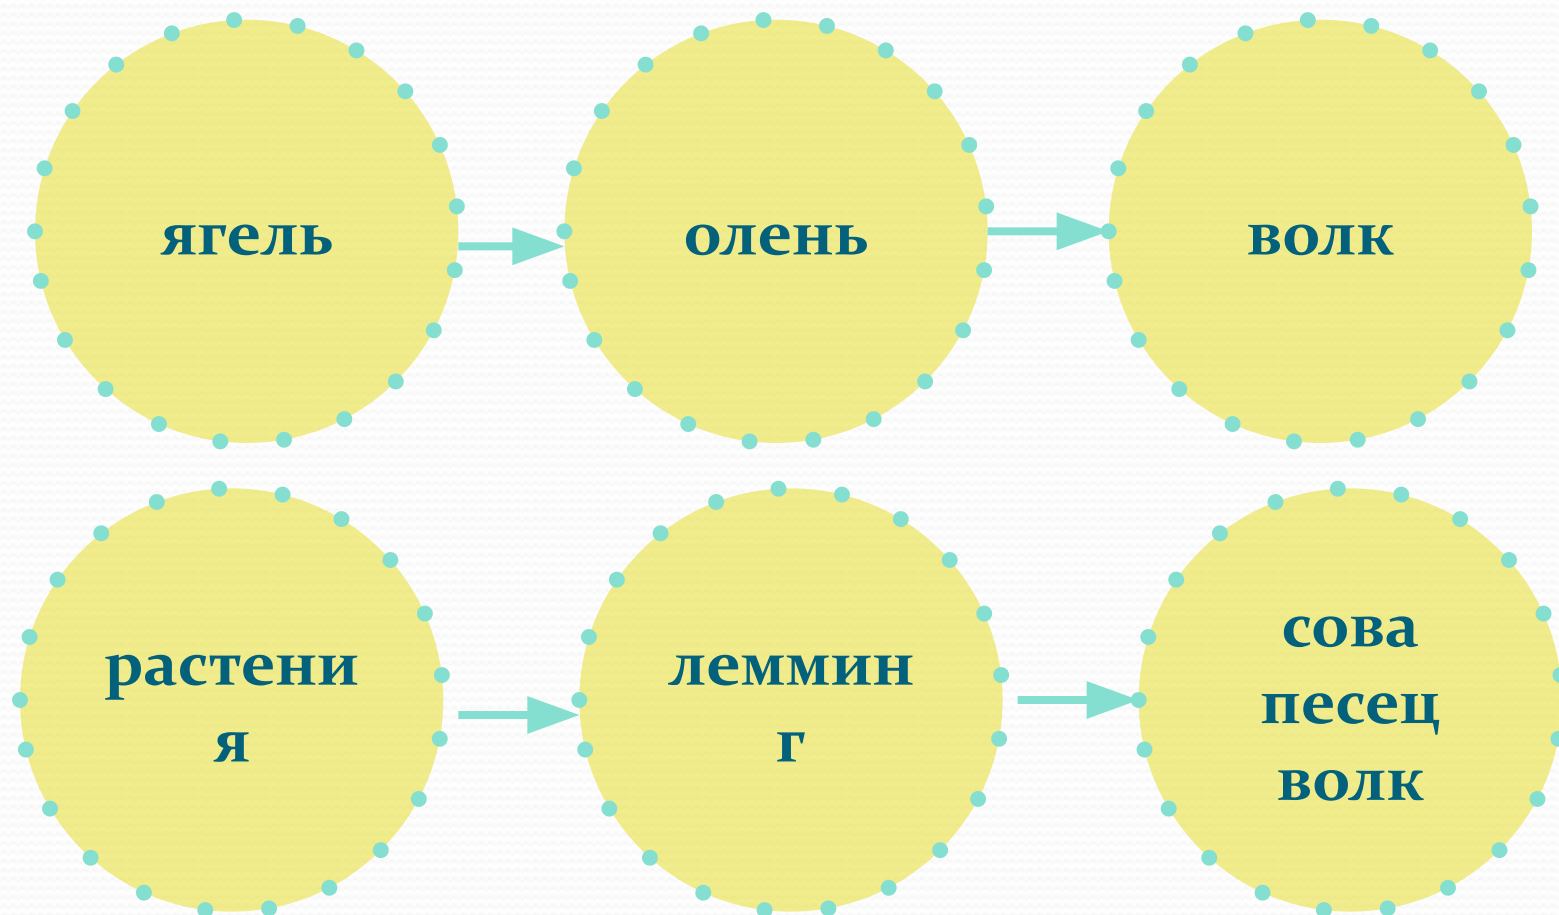 ягель
олень
волк
растени
я
леммин
г
сова
песец
волк